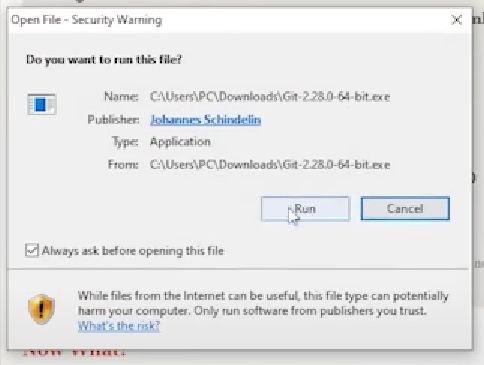 Open File - Security Warning
Do you want to run this file?
Name: C:\Users\PC\Downloads\Git-2.28.0-64-bit.exe
Publisher: Johannes Schindelin
Type: Application
From: C:\Users\PC\Downloads\Git-2.28.0-64-bit.exe
Run Cancel
Always ask before opening this file
While files from the Internet can be useful, this file type can potentially
harm your computer. Only run software from publishers you trust.
What's the risk?
Now What?